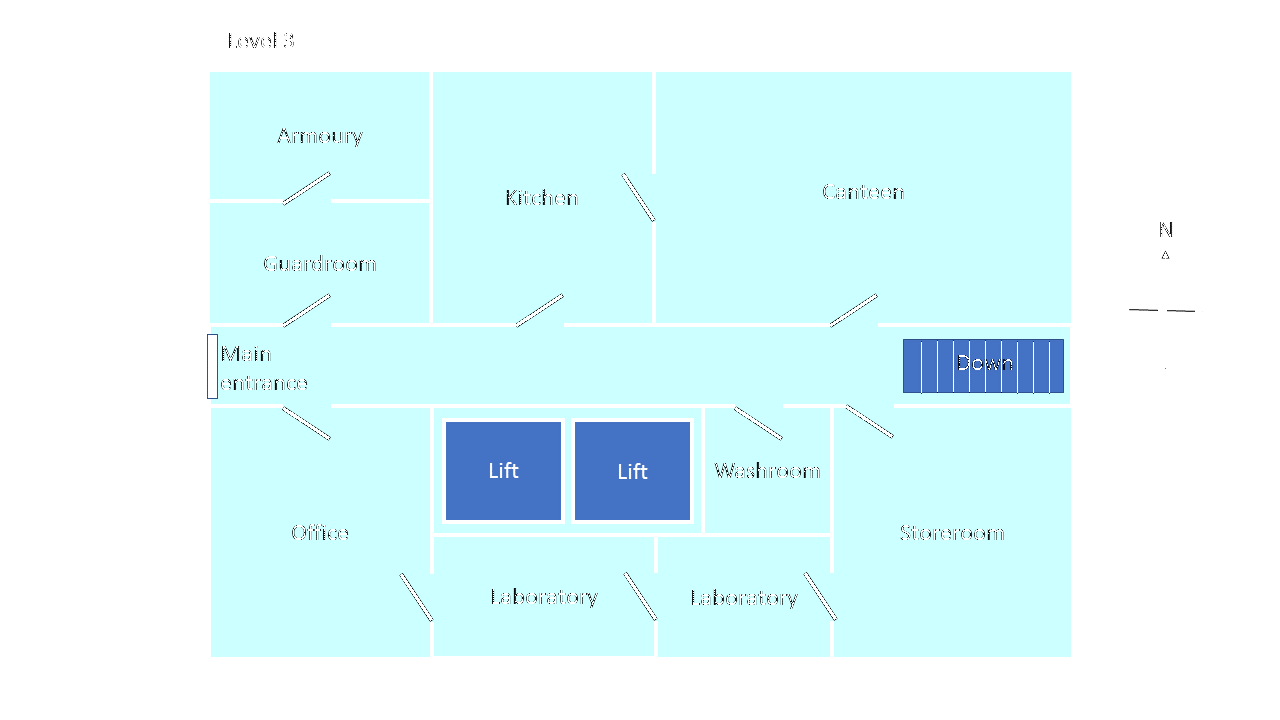 Level 3
Armoury
Kitchen
Canteen
N
Guardroom
Main
entrance
Down
Lift
Lift
Washroom
Office
Storeroom
Laboratory
Laboratory